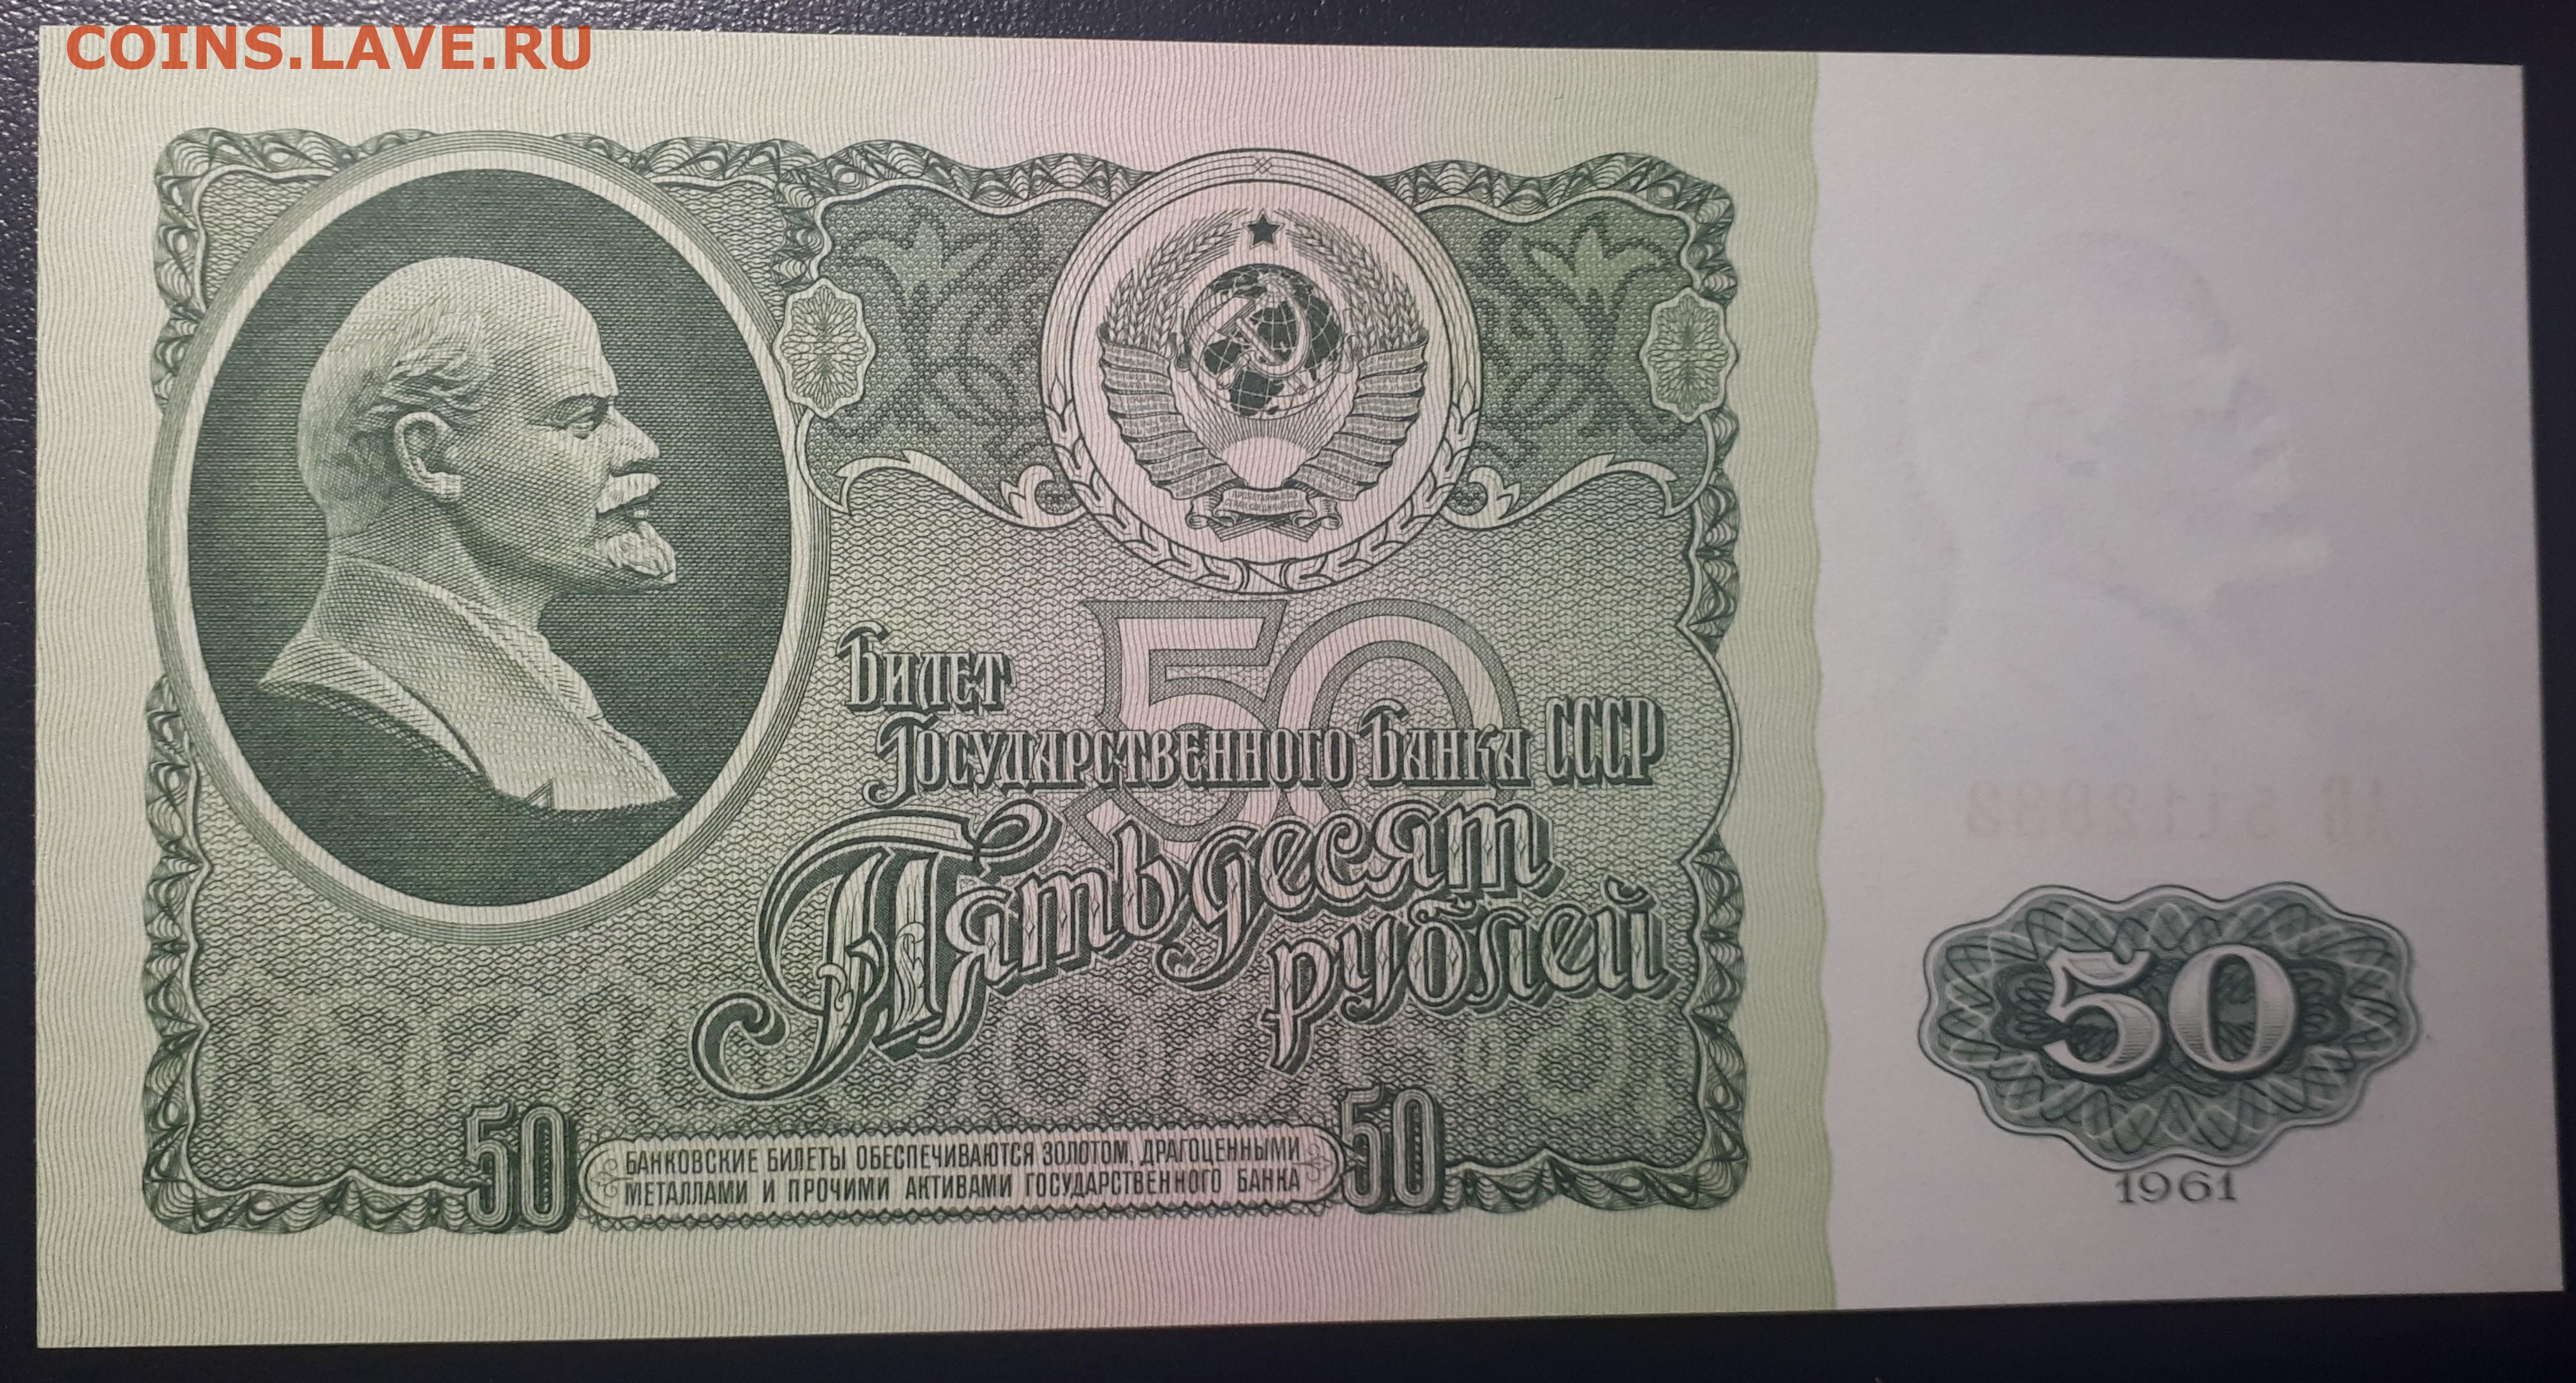 COINS.LAVE.RU
Билет
Государственного Банка СССР
50
Пятьдесят
рублей
50
БАНКОВСКИЕ БИЛЕТЫ ОБЕСПЕЧИВАЮТСЯ ЗОЛОТОМ, ДРАГОЦЕННЫМИ
МЕТАЛЛАМИ И ПРОЧИМИ АКТИВАМИ ГОСУДАРСТВЕННОГО БАНКА
50
50
1961